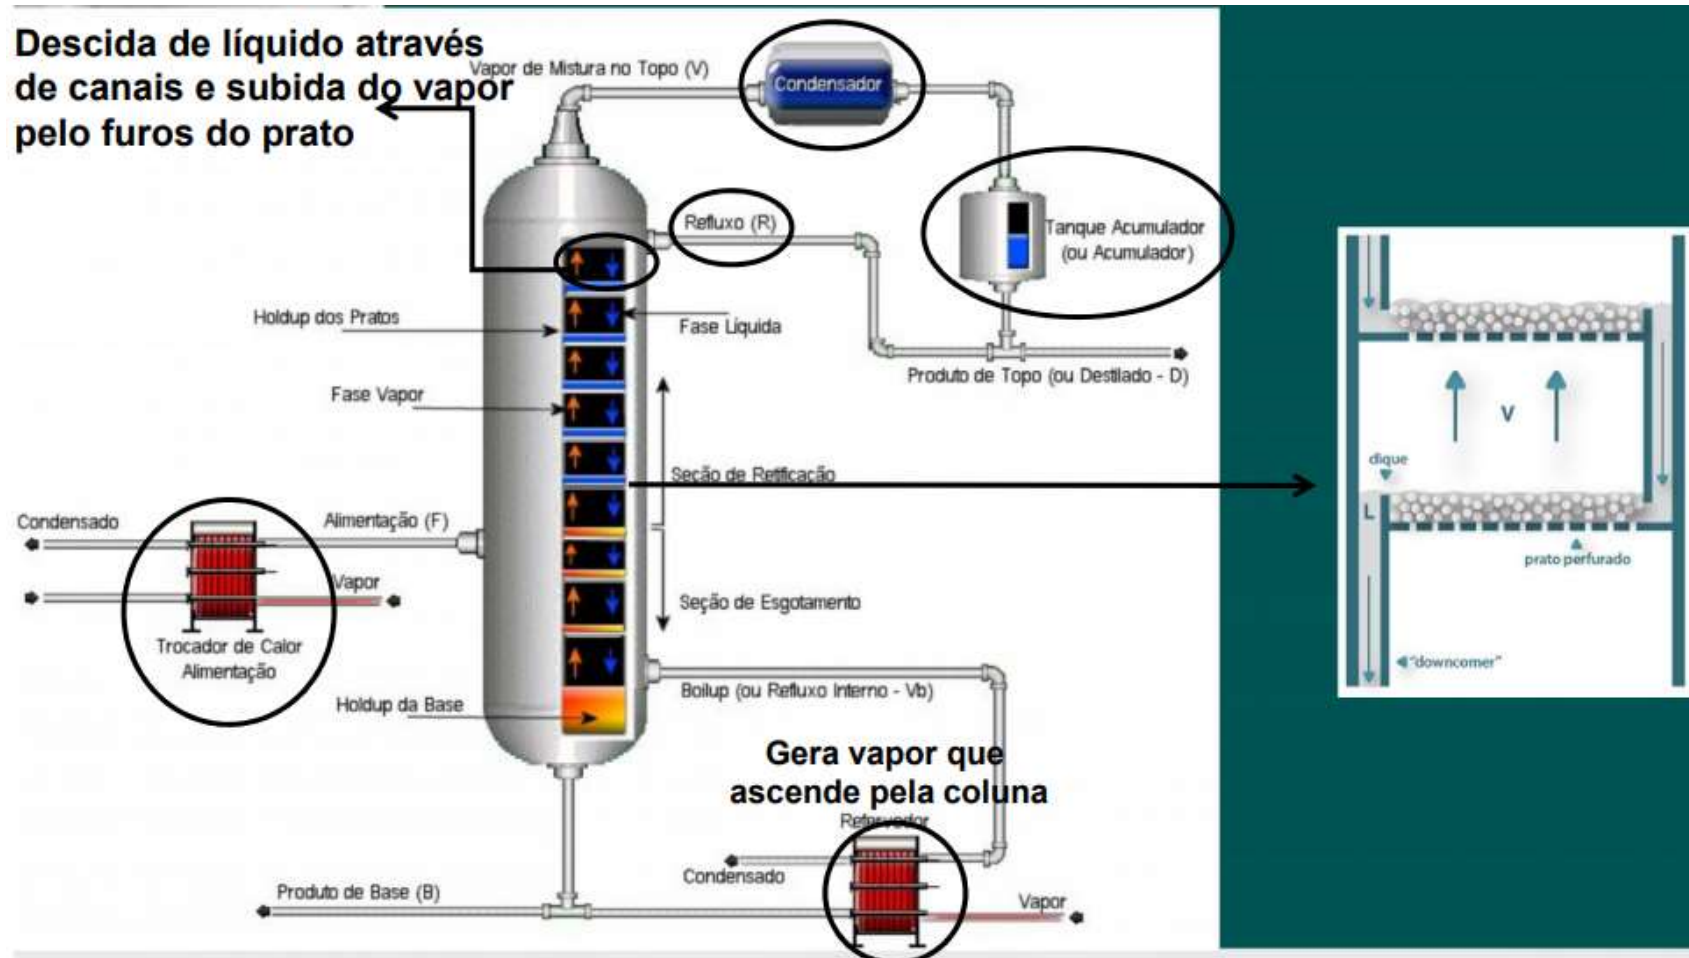 Descida de líquido através
de canais e subida do vapor
pelo furos do prato
Vapor de Mistura no Topo (V)
Condensador
Refluxo (R)
Tanque Acumulador
(ou Acumulador)
Holdup dos Pratos
Fase Líquida
Produto de Topo (ou Destilado - D)
Fase Vapor
Seção de Retificação
Condensado
Alimentação (F)
Vapor
Trocador de Calor
Alimentação
Seção de Esgotamento
Boilup (ou Refluxo Interno - Vb)
Holdup da Base
Gera vapor que
ascende pela coluna
Refervedor
Condensado
Produto de Base (B)
Vapor
V
dique
L
prato perfurado
"downcomer"